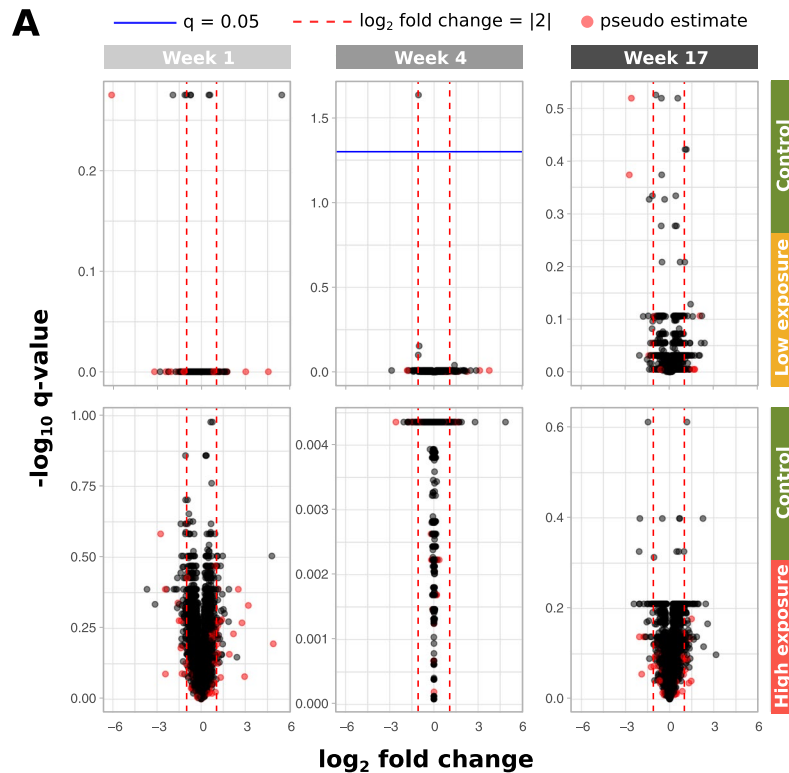 A
q = 0.05
log2 fold change = |2|
pseudo estimate
Week 1
Week 4
Week 17
0.2
0.1
0.0
1.5
1.0
0.5
0.0
0.5
0.4
0.3
0.2
0.1
0.0
Control
Low exposure
-log10 q-value
1.00
0.75
0.50
0.25
0.00
0.004
0.003
0.002
0.001
0.000
0.6
0.4
0.2
0.0
Control
High exposure
−6 −3 0 3 6
−6 −3 0 3 6
−6 −3 0 3 6
log2 fold change